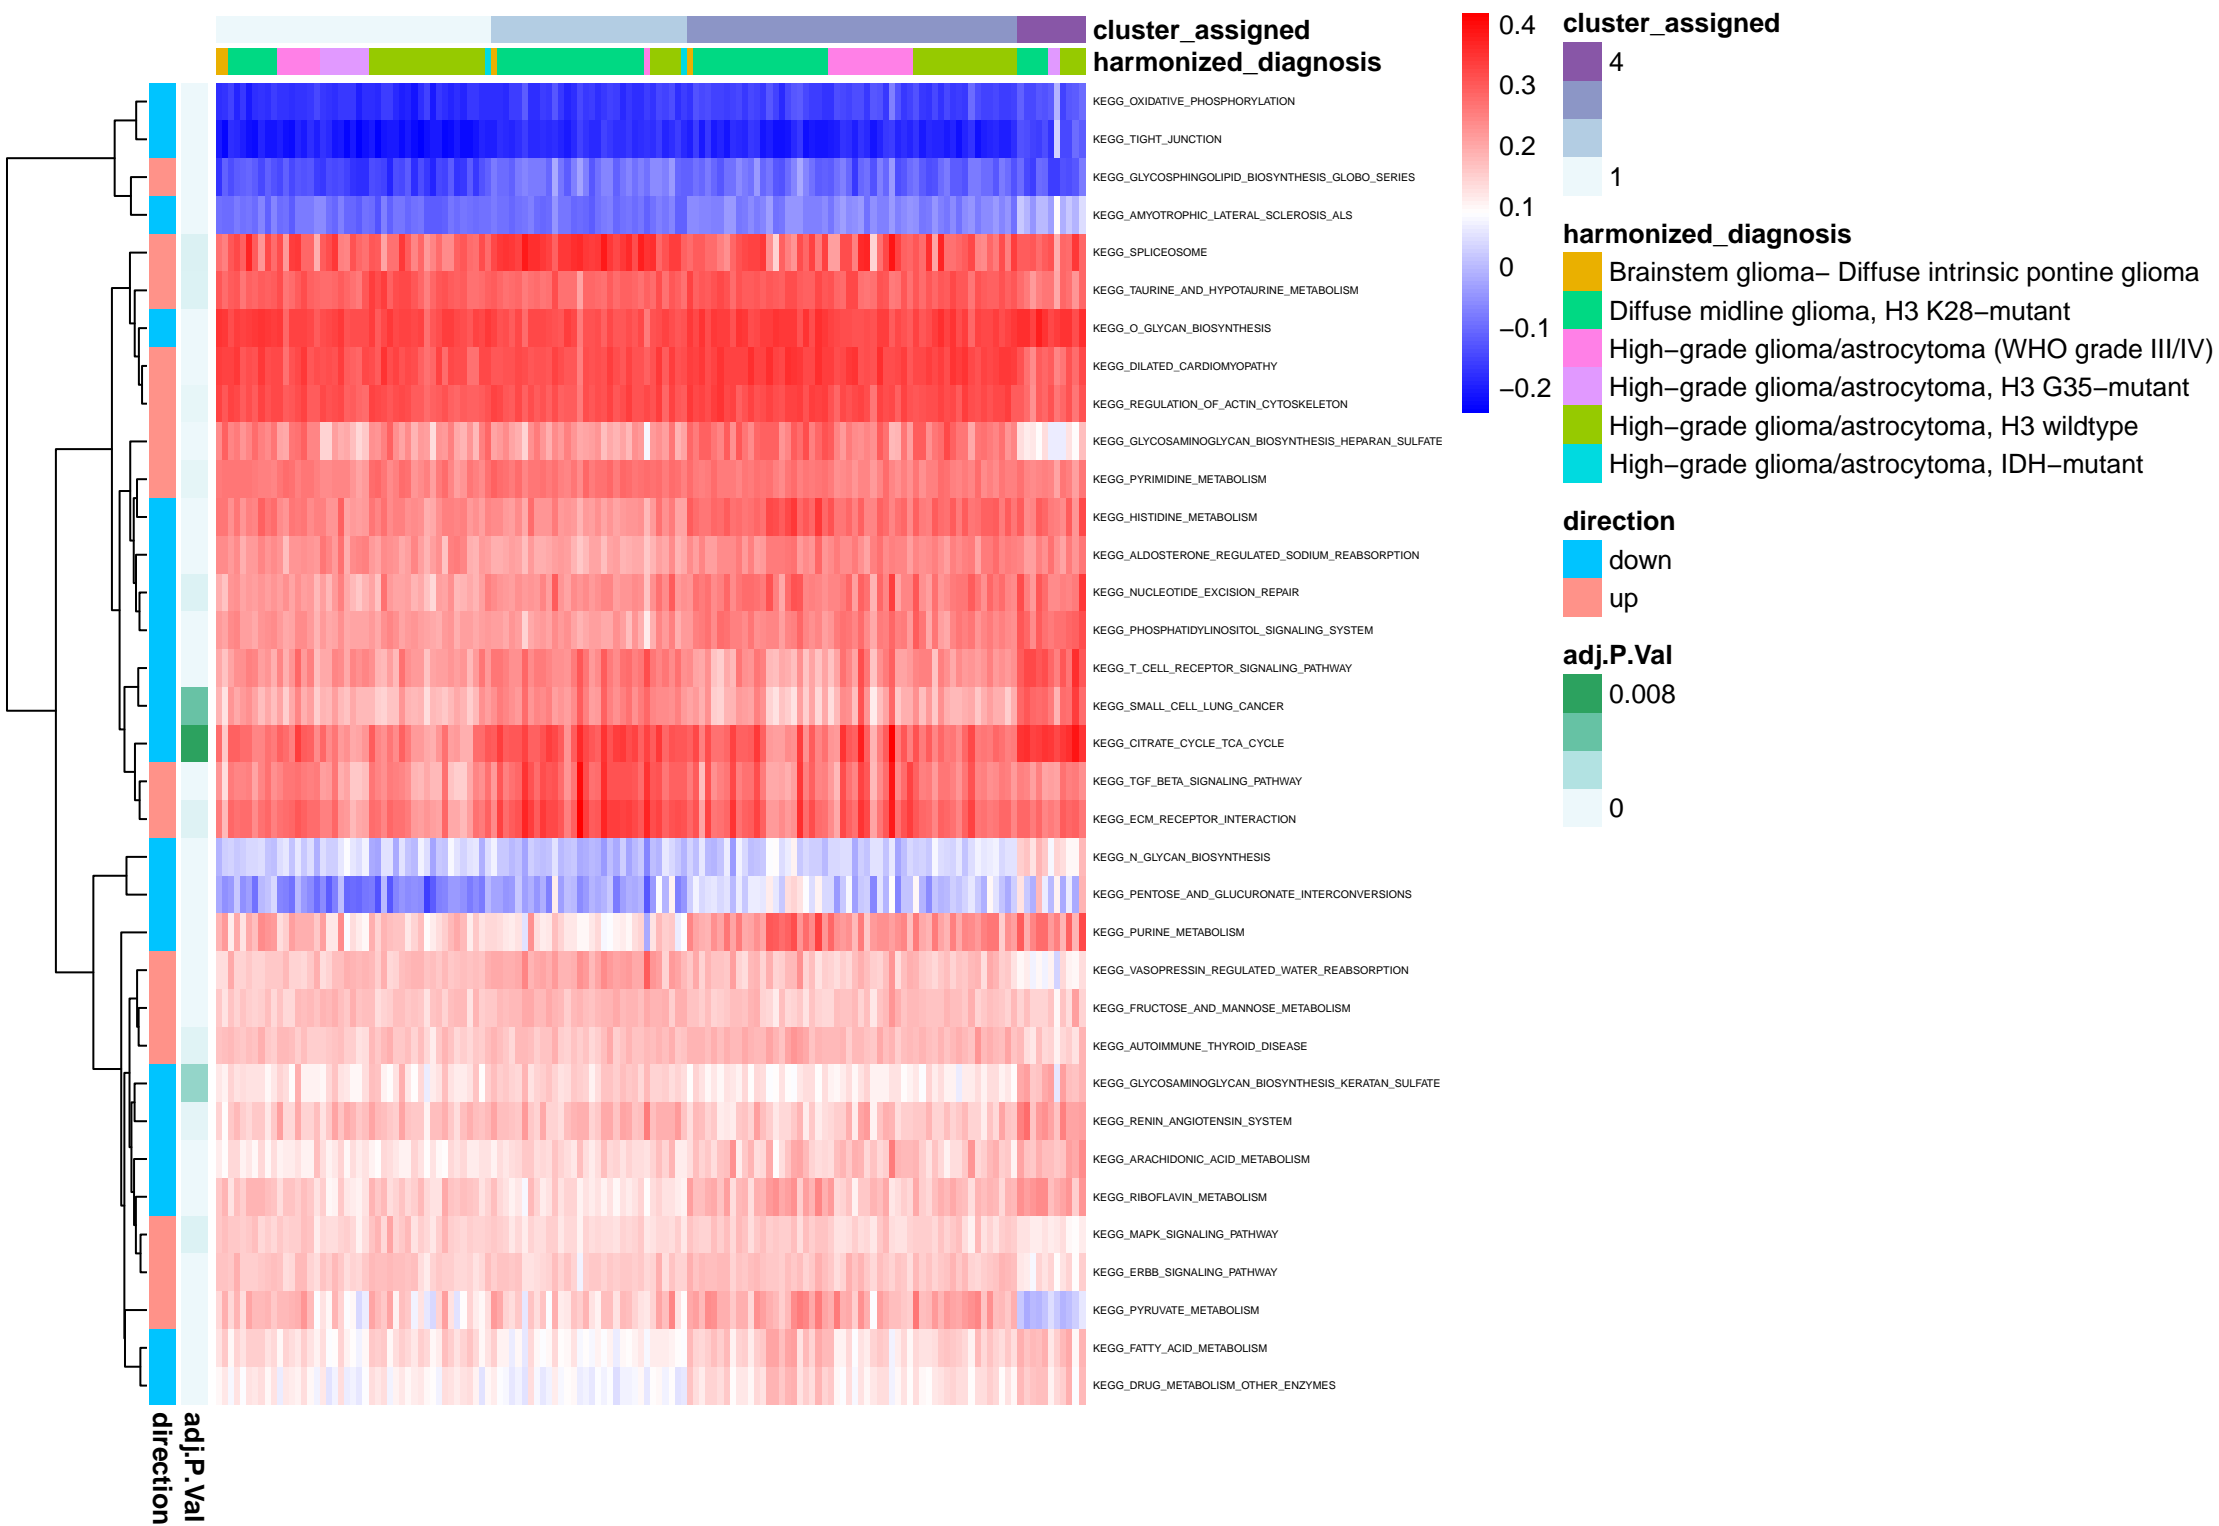 cluster_assigned
harmonized_diagnosis
KEGG_OXIDATIVE_PHOSPHORYLATION
KEGG_TIGHT_JUNCTION
KEGG_GLYCOSPHINGOLIPID_BIOSYNTHESIS_GLOBO_SERIES
KEGG_AMYOTROPHIC_LATERAL_SCLEROSIS_ALS
KEGG_SPLICEOSOME
KEGG_TAURINE_AND_HYPOTAURINE_METABOLISM
KEGG_O_GLYCAN_BIOSYNTHESIS
KEGG_DILATED_CARDIOMYOPATHY
KEGG_REGULATION_OF_ACTIN_CYTOSKELETON
KEGG_GLYCOSAMINOGLYCAN_BIOSYNTHESIS_HEPARAN_SULFATE
KEGG_PYRIMIDINE_METABOLISM
KEGG_HISTIDINE_METABOLISM
KEGG_ALDOSTERONE_REGULATED_SODIUM_REABSORPTION
KEGG_NUCLEOTIDE_EXCISION_REPAIR
KEGG_PHOSPHATIDYLINOSITOL_SIGNALING_SYSTEM
KEGG_T_CELL_RECEPTOR_SIGNALING_PATHWAY
KEGG_SMALL_CELL_LUNG_CANCER
KEGG_CITRATE_CYCLE_TCA_CYCLE
KEGG_TGF_BETA_SIGNALING_PATHWAY
KEGG_ECM_RECEPTOR_INTERACTION
KEGG_N_GLYCAN_BIOSYNTHESIS
KEGG_PENTOSE_AND_GLUCURONATE_INTERCONVERSIONS
KEGG_PURINE_METABOLISM
KEGG_VASOPRESSIN_REGULATED_WATER_REABSORPTION
KEGG_FRUCTOSE_AND_MANNOSE_METABOLISM
KEGG_AUTOIMMUNE_THYROID_DISEASE
KEGG_GLYCOSAMINOGLYCAN_BIOSYNTHESIS_KERATAN_SULFATE
KEGG_RENIN_ANGIOTENSIN_SYSTEM
KEGG_ARACHIDONIC_ACID_METABOLISM
KEGG_RIBOFLAVIN_METABOLISM
KEGG_MAPK_SIGNALING_PATHWAY
KEGG_ERBB_SIGNALING_PATHWAY
KEGG_PYRUVATE_METABOLISM
KEGG_FATTY_ACID_METABOLISM
KEGG_DRUG_METABOLISM_OTHER_ENZYMES
direction
adj.P.Val
0.4
0.3
0.2
0.1
0
−0.1
−0.2
cluster_assigned
4
1
harmonized_diagnosis
Brainstem glioma− Diffuse intrinsic pontine glioma
Diffuse midline glioma, H3 K28−mutant
High−grade glioma/astrocytoma (WHO grade III/IV)
High−grade glioma/astrocytoma, H3 G35−mutant
High−grade glioma/astrocytoma, H3 wildtype
High−grade glioma/astrocytoma, IDH−mutant
direction
down
up
adj.P.Val
0.008
0